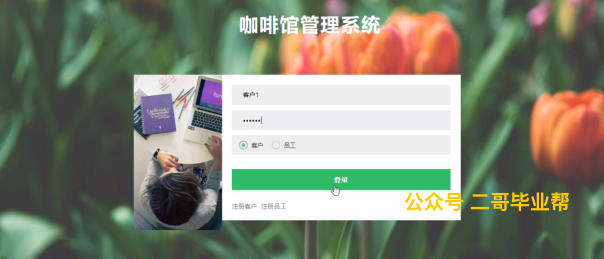 咖啡馆管理系统
客户1
••••••
客户 员工
登录
注册客户 注册员工
公众号 二哥毕业帮